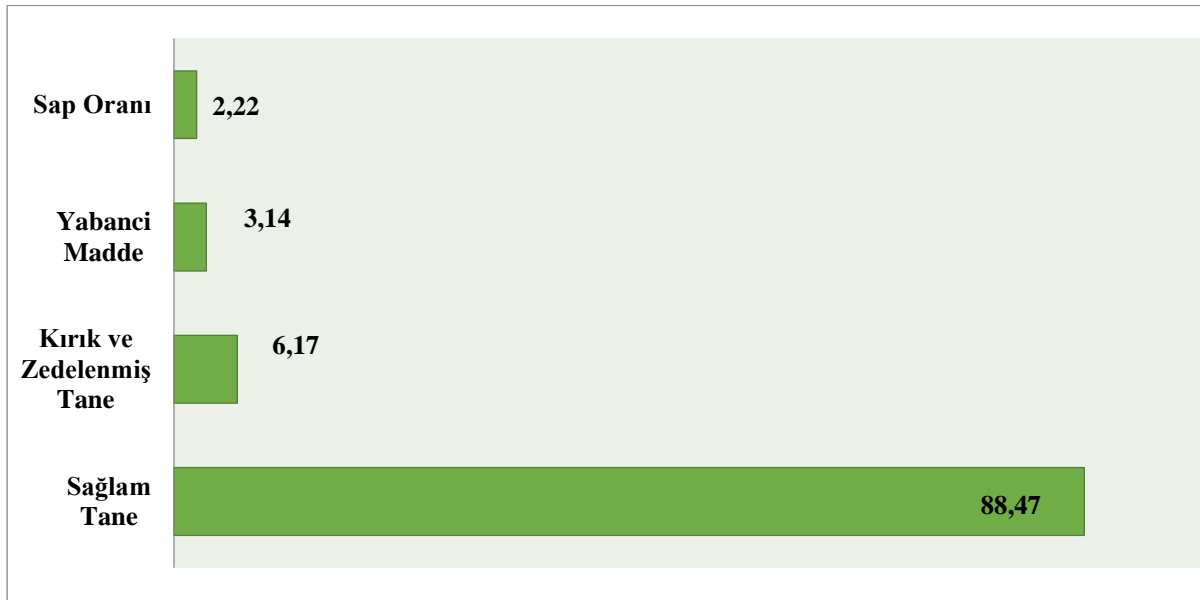 Sap Oranı
2,22
Yabanci
Madde
3,14
Kırık ve
Zedelenmiş
Tane
6,17
Sağlam
Tane
88,47